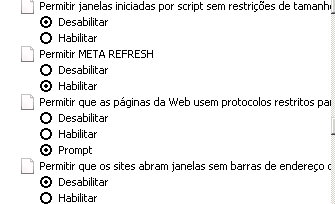 Permitir janelas iniciadas por script sem restrições de tamanh
Desabilitar
Habilitar
Permitir META REFRESH
Desabilitar
Habilitar
Permitir que as páginas da Web usem protocolos restritos par
Desabilitar
Habilitar
Prompt
Permitir que os sites abram janelas sem barras de endereço o
Desabilitar
Habilitar